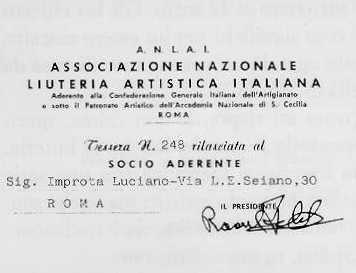 A. N. L. A. I.
ASSOCIAZIONE NAZIONALE
LIUTERIA ARTISTICA ITALIANA
Aderente alla Confederazione Generale Italiana dell'Artigianato
e sotto il Patronato Artistico dell'Accademia Nazionale di S. Cecilia
ROMA
Tessera N. 248 rilasciata al
SOCIO ADERENTE
Sig. Improta Luciano-Via L.E.Seiano,30
ROMA
IL PRESIDENTE